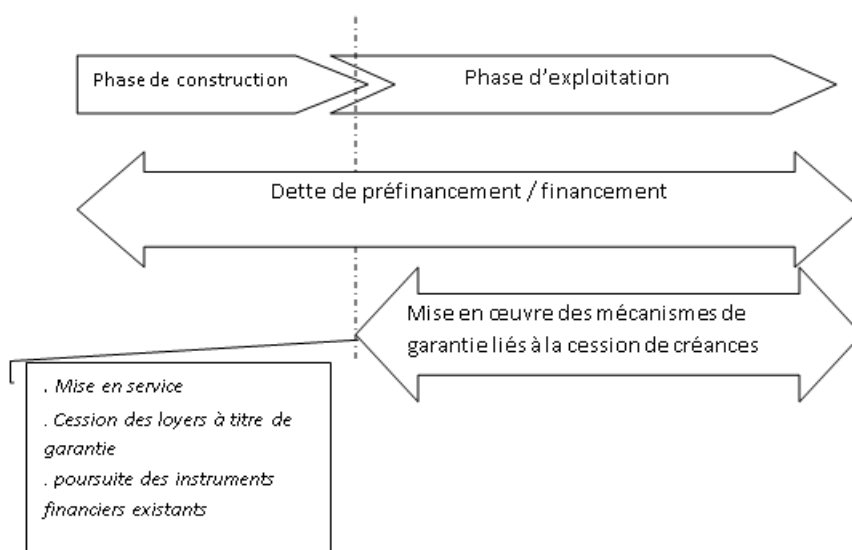 Phase de construction
Phase d’exploitation
Dette de préfinancement / financement
Mise en œuvre des mécanismes de
garantie liés à la cession de créances
. Mise en service
. Cession des loyers à titre de
garantie
. poursuite des instruments
financiers existants